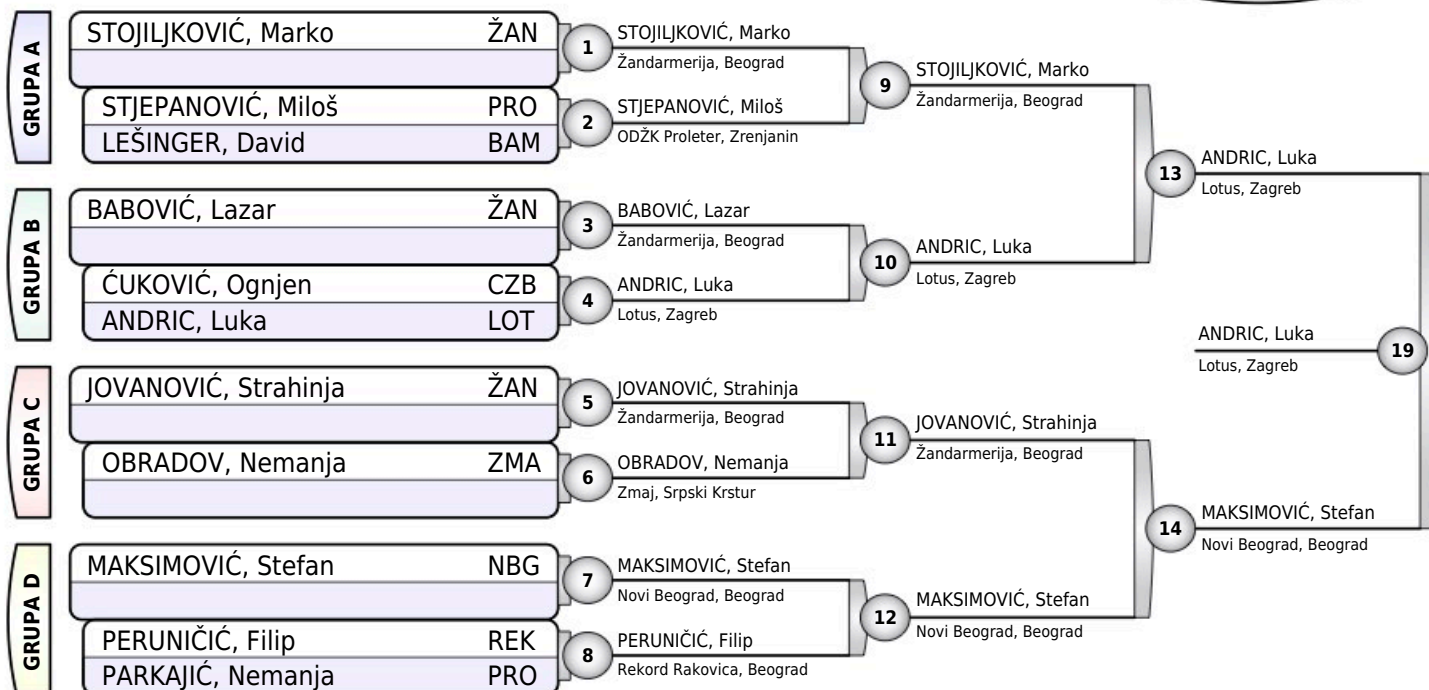 GRUPA A
STOJILJKOVIĆ, Marko ŽAN
STJEPANOVIĆ, Miloš PRO
LEŠINGER, David BAM
GRUPA B
BABOVIĆ, Lazar ŽAN
ĆUKOVIĆ, Ognjen CZB
ANDRIC, Luka LOT
GRUPA C
JOVANOVIĆ, Strahinja ŽAN
OBRADOV, Nemanja ZMA
GRUPA D
MAKSIMOVIĆ, Stefan NBG
PERUNIČIĆ, Filip REK
PARKAJIĆ, Nemanja PRO
1
STOJILJKOVIĆ, Marko
Žandarmerija, Beograd
2
STJEPANOVIĆ, Miloš
ODŽK Proleter, Zrenjanin
3
BABOVIĆ, Lazar
Žandarmerija, Beograd
4
ANDRIC, Luka
Lotus, Zagreb
5
JOVANOVIĆ, Strahinja
Žandarmerija, Beograd
6
OBRADOV, Nemanja
Zmaj, Srpski Krstur
7
MAKSIMOVIĆ, Stefan
Novi Beograd, Beograd
8
PERUNIČIĆ, Filip
Rekord Rakovica, Beograd
9
STOJILJKOVIĆ, Marko
Žandarmerija, Beograd
10
ANDRIC, Luka
Lotus, Zagreb
11
JOVANOVIĆ, Strahinja
Žandarmerija, Beograd
12
MAKSIMOVIĆ, Stefan
Novi Beograd, Beograd
13
ANDRIC, Luka
Lotus, Zagreb
14
MAKSIMOVIĆ, Stefan
Novi Beograd, Beograd
ANDRIC, Luka
Lotus, Zagreb
19